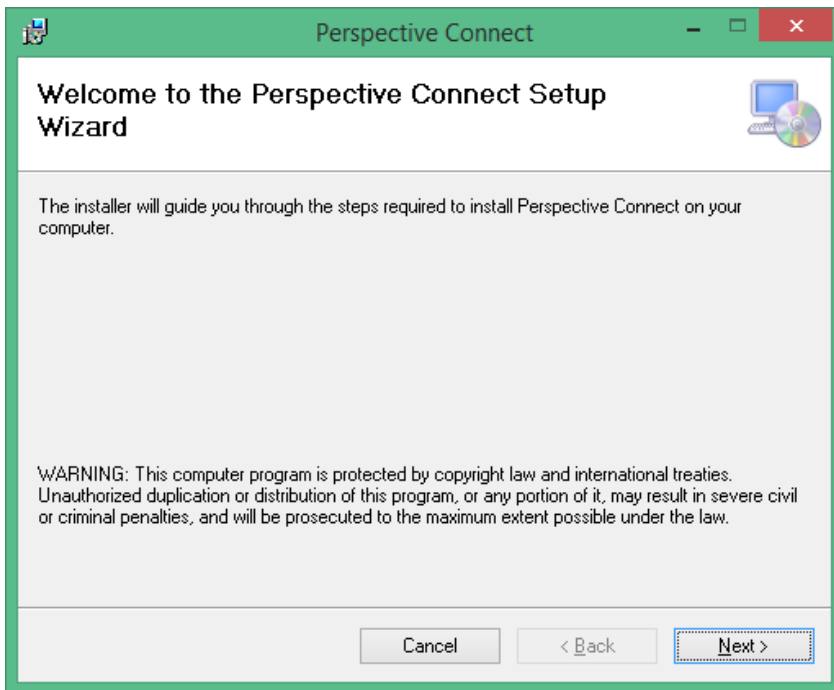 Perspective Connect
Welcome to the Perspective Connect Setup
Wizard
The installer will guide you through the steps required to install Perspective Connect on your
computer.
WARNING: This computer program is protected by copyright law and international treaties.
Unauthorized duplication or distribution of this program, or any portion of it, may result in severe civil
or criminal penalties, and will be prosecuted to the maximum extent possible under the law.
Cancel
< Back
Next >